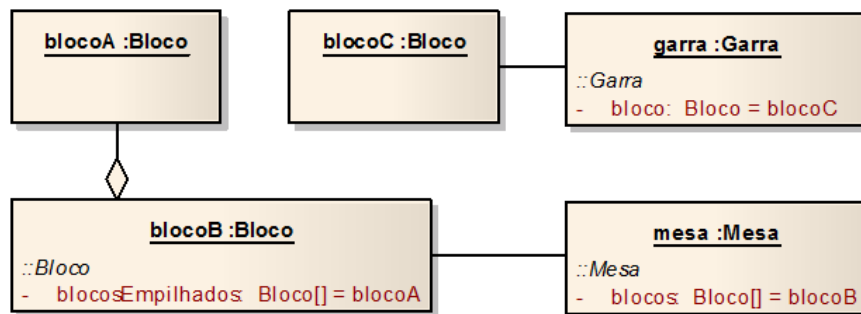 blocoA :Bloco
blocoC :Bloco
garra :Garra
::Garra
- bloco: Bloco = blocoC
blocoB :Bloco
::Bloco
- blocosEmpilhados: Bloco[] = blocoA
mesa :Mesa
::Mesa
- blocos: Bloco[] = blocoB